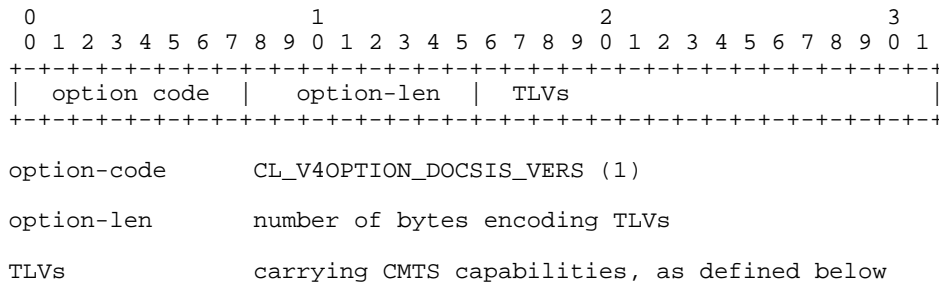 0                   1                   2                   3
 0 1 2 3 4 5 6 7 8 9 0 1 2 3 4 5 6 7 8 9 0 1 2 3 4 5 6 7 8 9 0 1
+-+-+-+-+-+-+-+-+-+-+-+-+-+-+-+-+-+-+-+-+-+-+-+-+-+-+-+-+-+-+-+-+
|  option code  |   option-len  |  TLVs                         |
+-+-+-+-+-+-+-+-+-+-+-+-+-+-+-+-+-+-+-+-+-+-+-+-+-+-+-+-+-+-+-+-+
option-code      CL_V4OPTION_DOCSIS_VERS (1)
option-len       number of bytes encoding TLVs
TLVs             carrying CMTS capabilities, as defined below